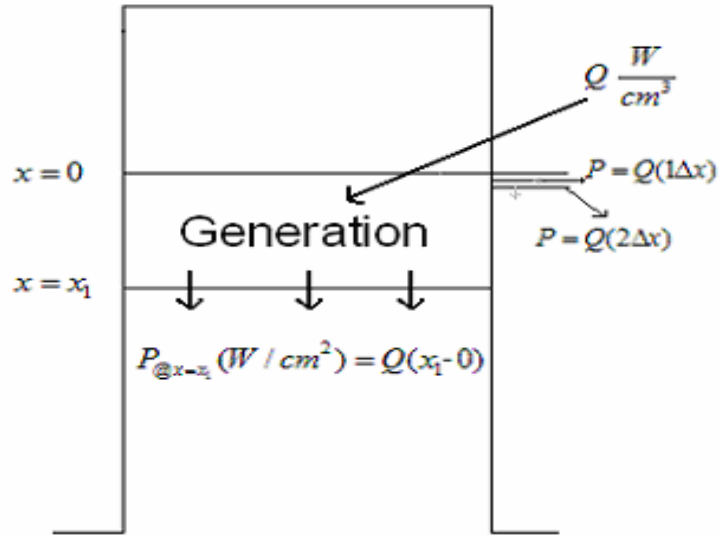 Q W/cm³
x = 0
P = Q(1Δx)
Generation
P = Q(2Δx)
x = x₁
P@x=x₁(W / cm²) = Q(x₁-0)